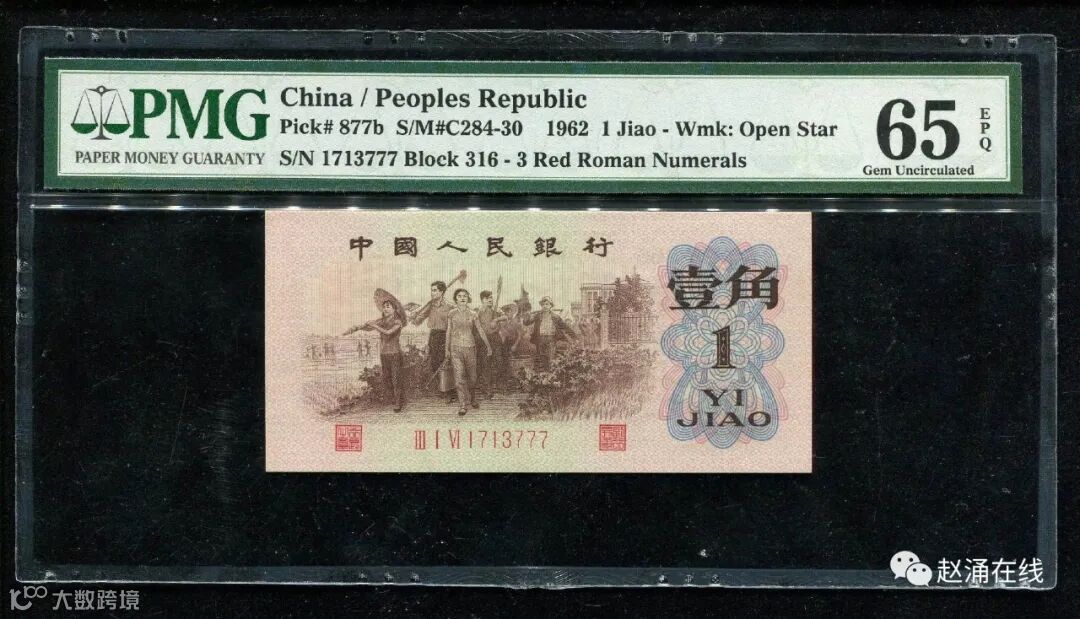 PMG
PAPER MONEY GUARANTY
China / Peoples Republic
Pick# 877b S/M#C284-30 1962 1 Jiao - Wmk: Open Star
S/N 1713777 Block 316 - 3 Red Roman Numerals
65
EPQ
Gem Uncirculated
中國人民銀行
壹角
1
YI
JIAO
III I VI 1713777
赵涌在线
大数跨境